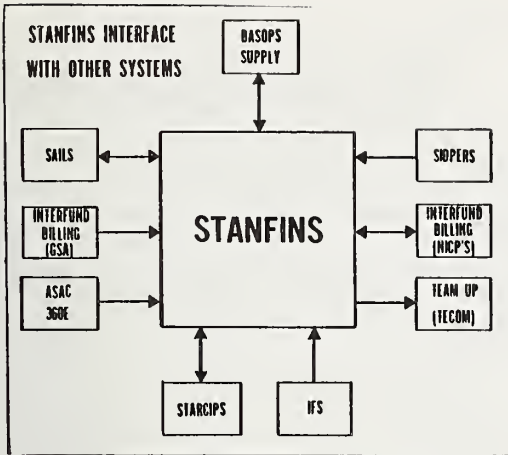 STANFINS INTERFACE
WITH OTHER SYSTEMS
BASOPS
SUPPLY
SAILS
SIDPERS
INTERFUND
BILLING
(GSA)
STANFINS
INTERFUND
BILLING
(NICP'S)
ASAC
360E
TEAM UP
(TECOM)
STARCIPS
IFS